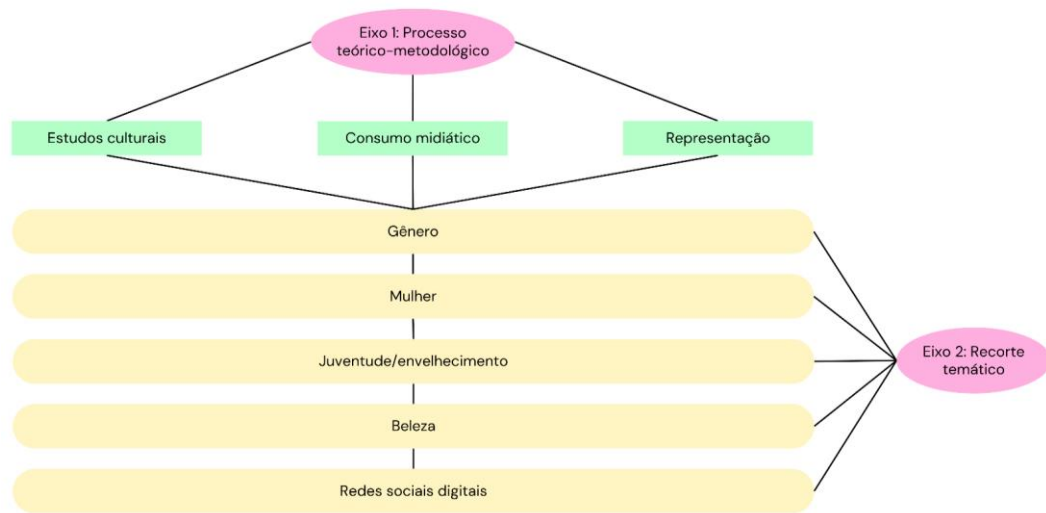 Eixo 1: Processo
teórico-metodológico
Estudos culturais
Consumo midiático
Representação
Gênero
Mulher
Juventude/envelhecimento
Eixo 2: Recorte
temático
Beleza
Redes sociais digitais